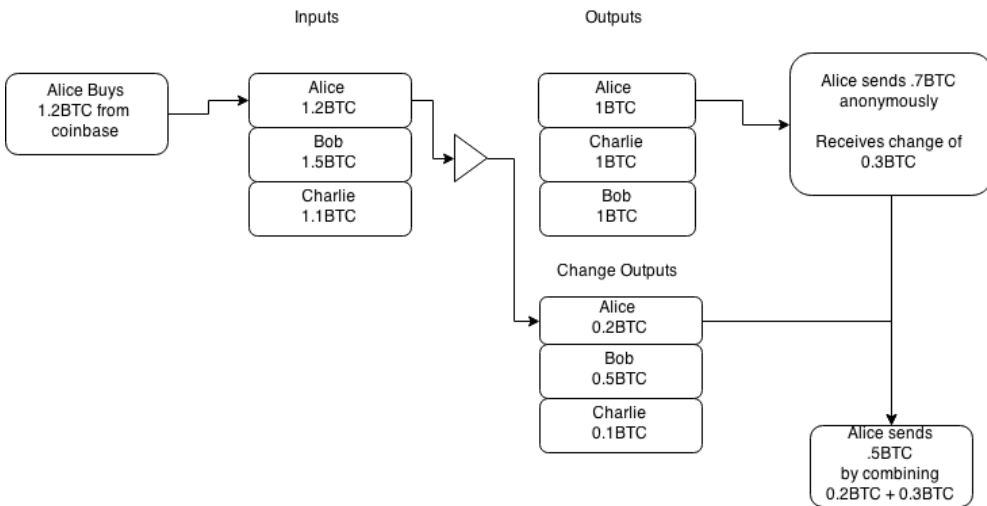 Inputs
Outputs
Alice Buys
1.2BTC from
coinbase
Alice
1.2BTC
Bob
1.5BTC
Charlie
1.1BTC
Alice
1BTC
Charlie
1BTC
Bob
1BTC
Alice sends .7BTC
anonymously
Receives change of
0.3BTC
Change Outputs
Alice
0.2BTC
Bob
0.5BTC
Charlie
0.1BTC
Alice sends
.5BTC
by combining
0.2BTC + 0.3BTC